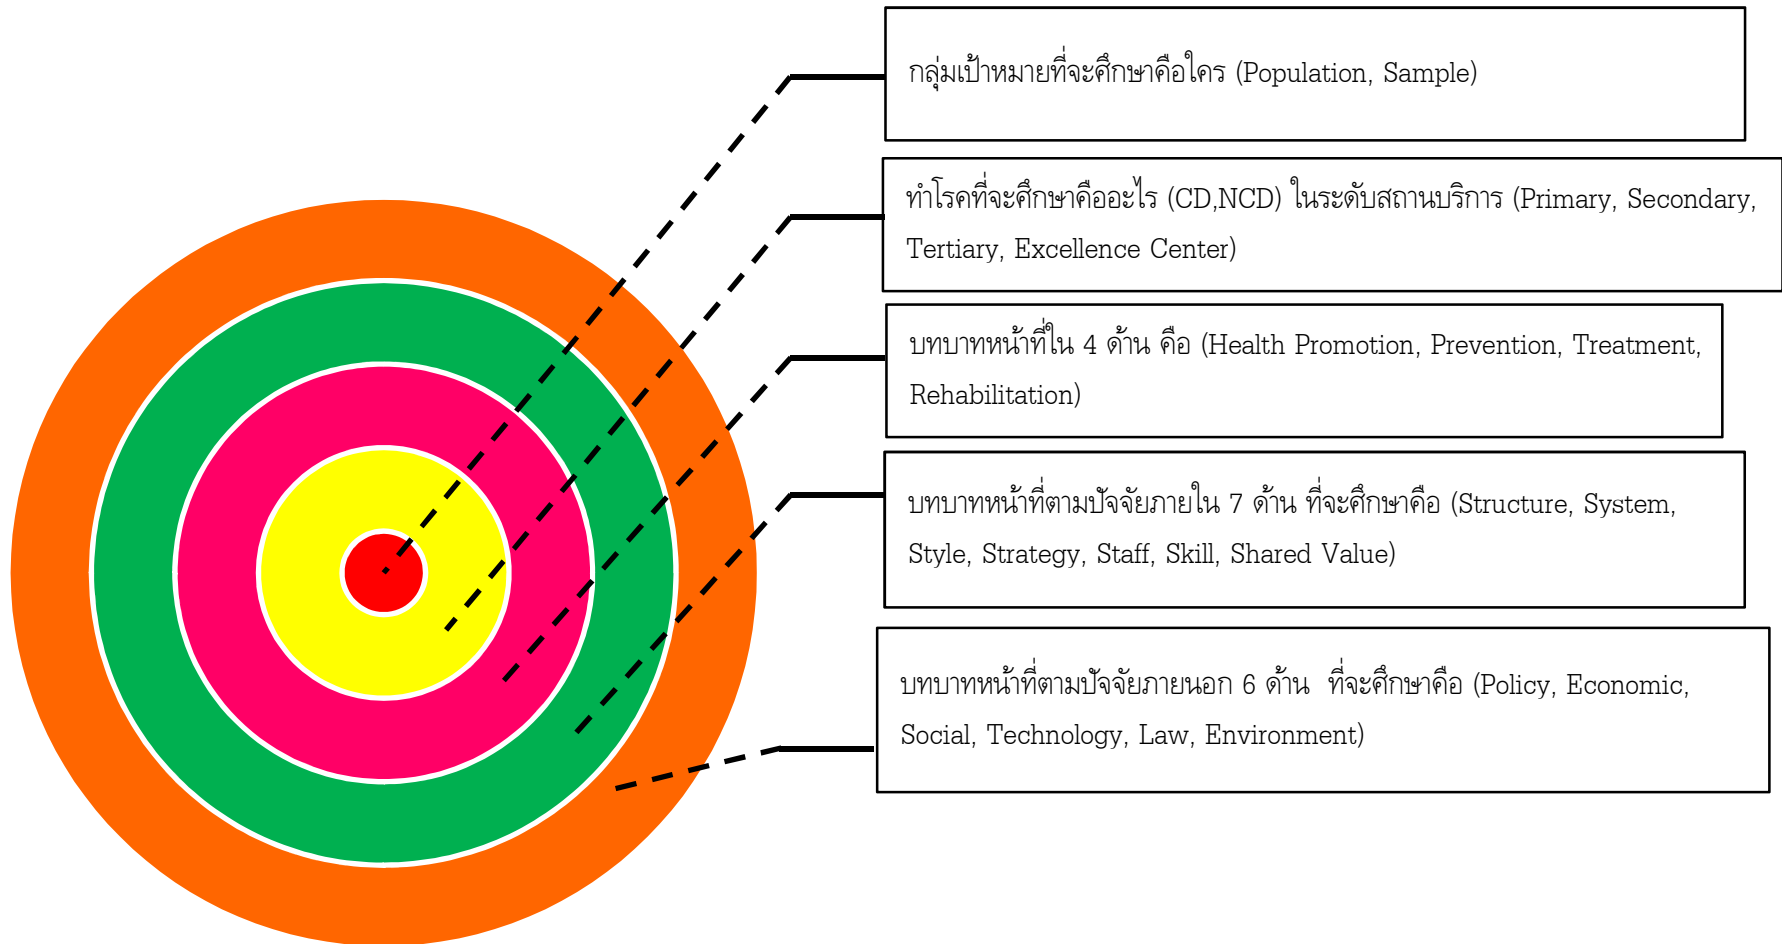 กลุ่มเป้าหมายที่จะศึกษาคือใคร (Population, Sample)
ทำโรคที่จะศึกษาคืออะไร (CD,NCD) ในระดับสถานบริการ (Primary, Secondary,
Tertiary, Excellence Center)
บทบาทหน้าที่ใน 4 ด้าน คือ (Health Promotion, Prevention, Treatment,
Rehabilitation)
บทบาทหน้าที่ตามปัจจัยภายใน 7 ด้าน ที่จะศึกษาคือ (Structure, System,
Style, Strategy, Staff, Skill, Shared Value)
บทบาทหน้าที่ตามปัจจัยภายนอก 6 ด้าน ที่จะศึกษาคือ (Policy, Economic,
Social, Technology, Law, Environment)